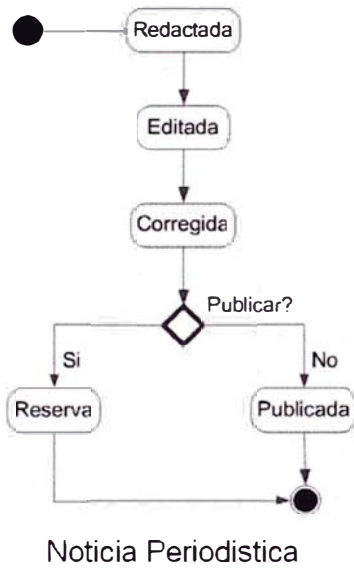 Redactada
Editada
Corregida
Publicar?
Si
No
Reserva
Publicada
Noticia Periodistica